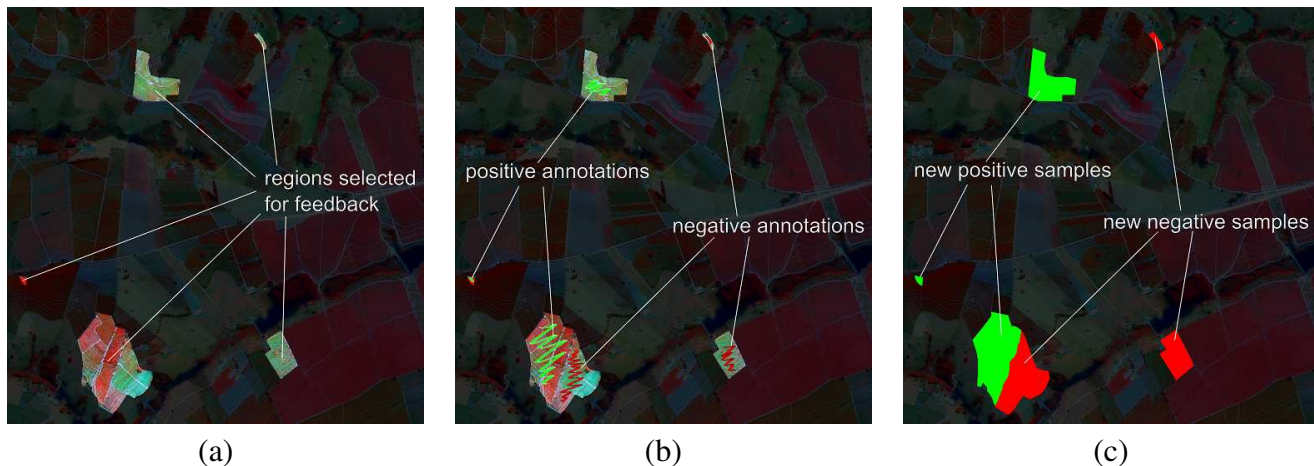 regions selected
for feedback
(a)
positive annotations
negative annotations
(b)
new positive samples
new negative samples
(c)